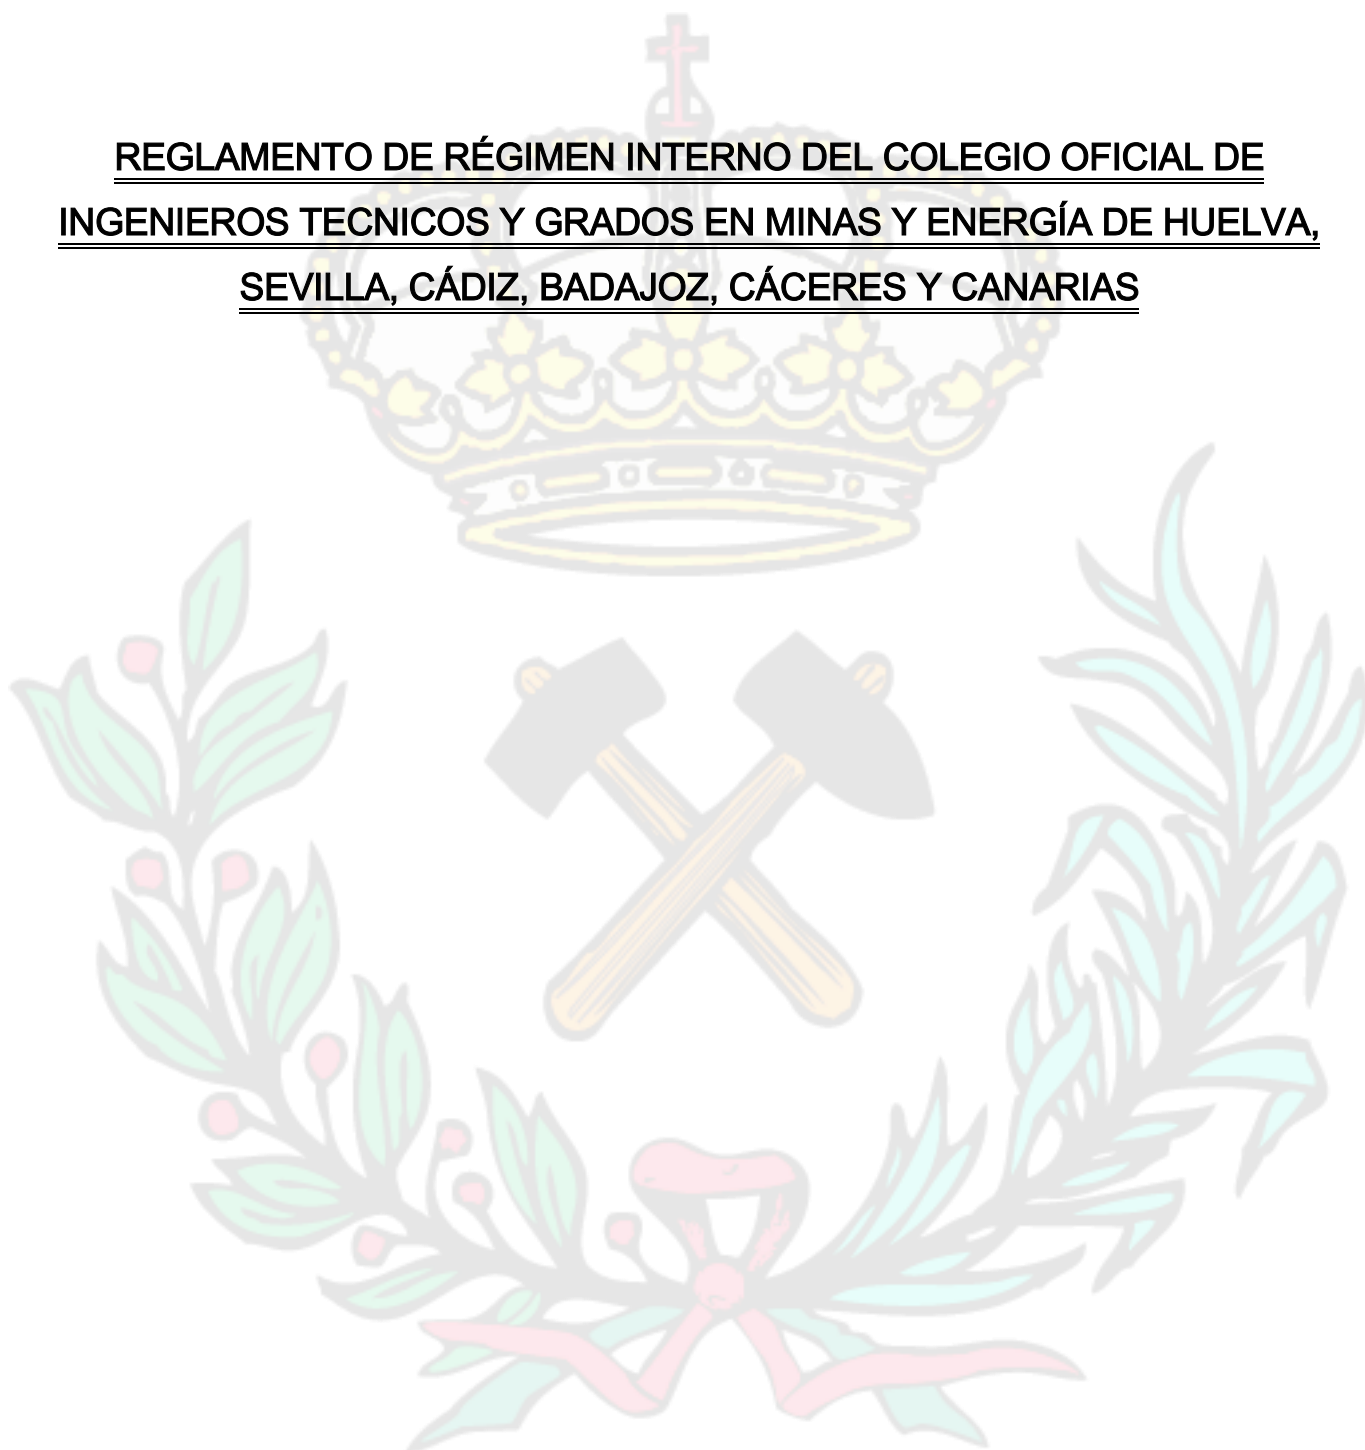 REGLAMENTO DE RÉGIMEN INTERNO DEL COLEGIO OFICIAL DE
INGENIEROS TECNICOS Y GRADOS EN MINAS Y ENERGÍA DE HUELVA,
SEVILLA, CÁDIZ, BADAJOZ, CÁCERES Y CANARIAS